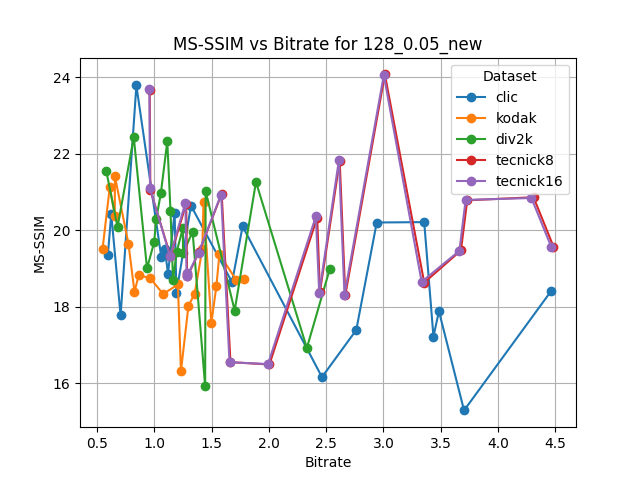 MS-SSIM vs Bitrate for 128_0.05_new
Dataset
clic
kodak
div2k
tecnick8
tecnick16
MS-SSIM
24
22
20
18
16
0.5 1.0 1.5 2.0 2.5 3.0 3.5 4.0 4.5
Bitrate